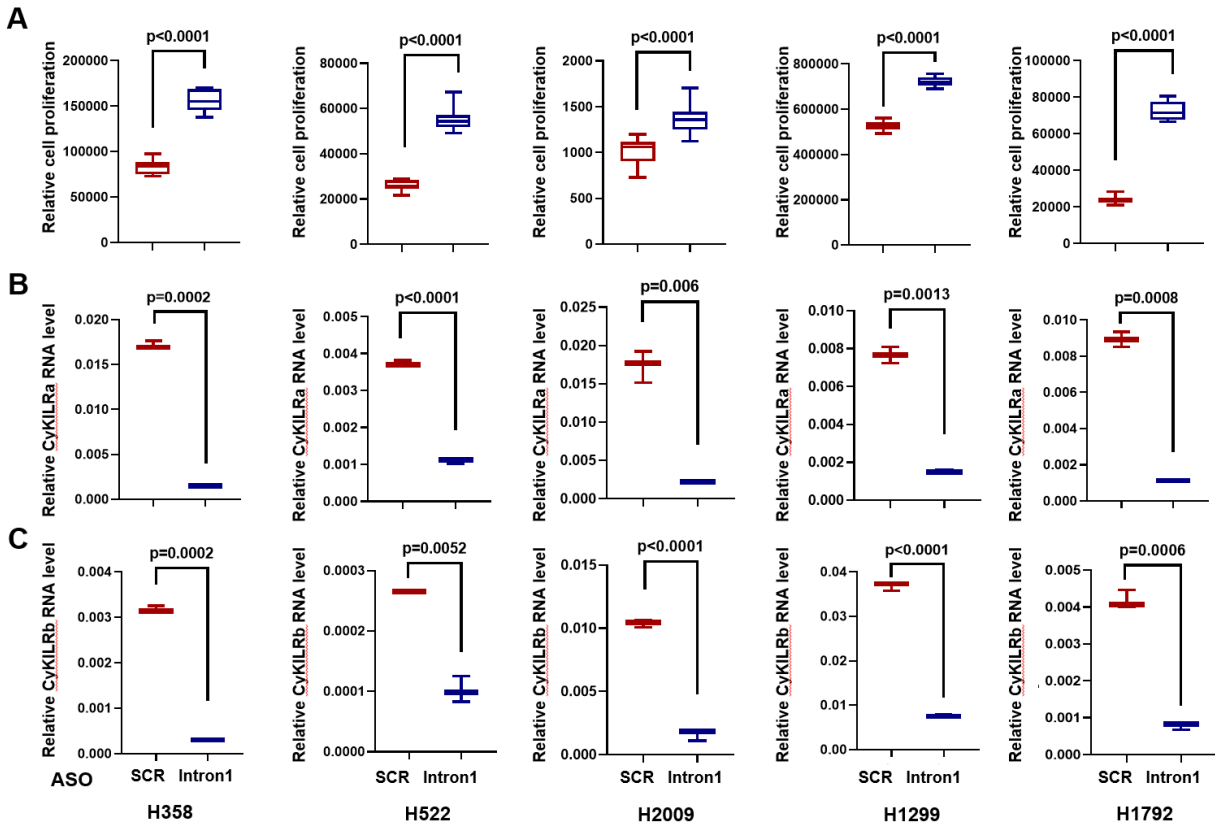 A
Relative cell proliferation
p<0.0001
200000
150000
100000
50000
0
Relative cell proliferation
p<0.0001
80000
60000
40000
20000
0
Relative cell proliferation
p<0.0001
2000
1500
1000
500
0
Relative cell proliferation
p<0.0001
800000
600000
400000
200000
0
Relative cell proliferation
p<0.0001
100000
80000
60000
40000
20000
0
B
Relative CyKILRa RNA level
p=0.0002
0.020
0.015
0.010
0.005
0.000
Relative CyKILRa RNA level
p<0.0001
0.005
0.004
0.003
0.002
0.001
0.000
Relative CyKILRa RNA level
p=0.006
0.025
0.020
0.015
0.010
0.005
0.000
Relative CyKILRa RNA level
p=0.0013
0.010
0.008
0.006
0.004
0.002
0.000
Relative CyKILRa RNA level
p=0.0008
0.010
0.008
0.006
0.004
0.002
0.000
C
Relative CyKILRb RNA level
p=0.0002
0.004
0.003
0.002
0.001
0.000
Relative CyKILRb RNA level
p=0.0052
0.0003
0.0002
0.0001
0.0000
Relative CyKILRb RNA level
p<0.0001
0.015
0.010
0.005
0.000
Relative CyKILRb RNA level
p<0.0001
0.04
0.03
0.02
0.01
0.00
Relative CyKILRb RNA level
p=0.0006
0.005
0.004
0.003
0.002
0.001
0.000
ASO
SCR Intron1
SCR Intron1
SCR Intron1
SCR Intron1
SCR Intron1
H358
H522
H2009
H1299
H1792